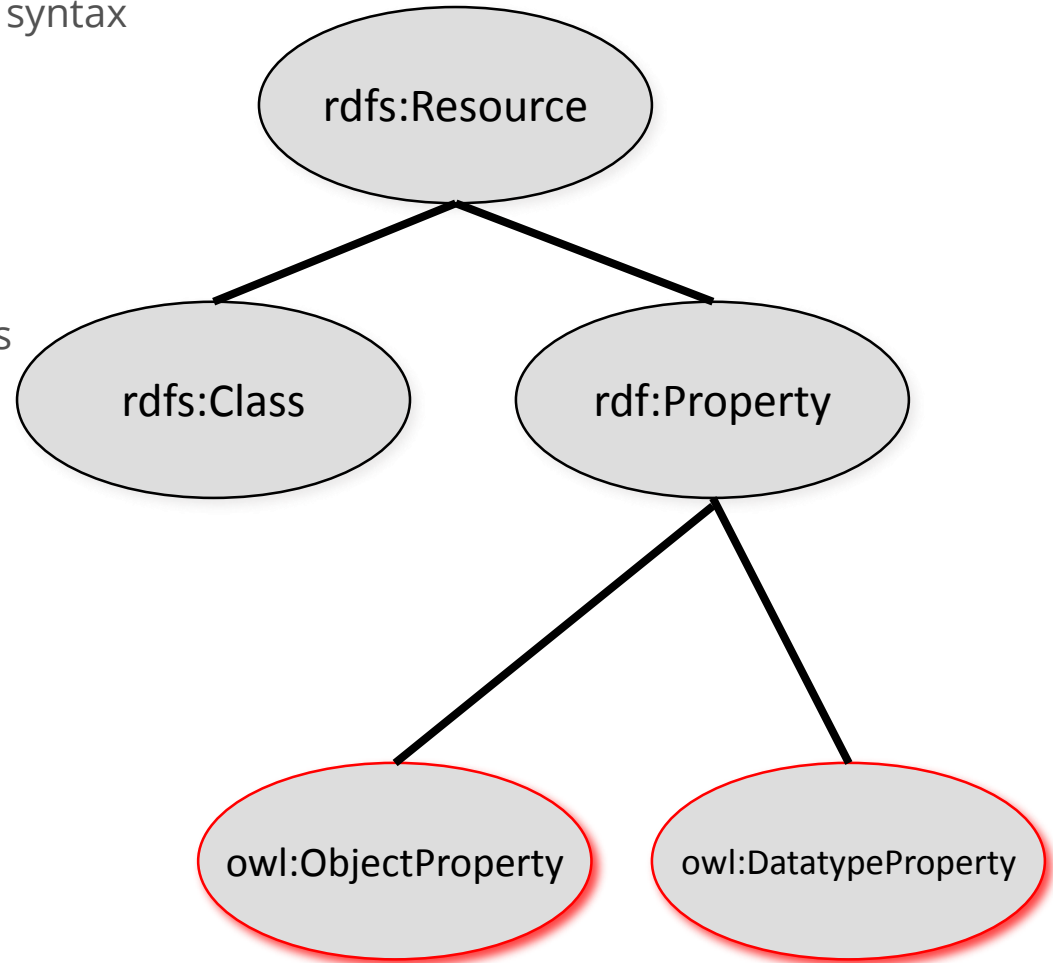 syntax
rdfs:Resource
s
rdfs:Class
rdf:Property
owl:ObjectProperty
owl:DatatypeProperty